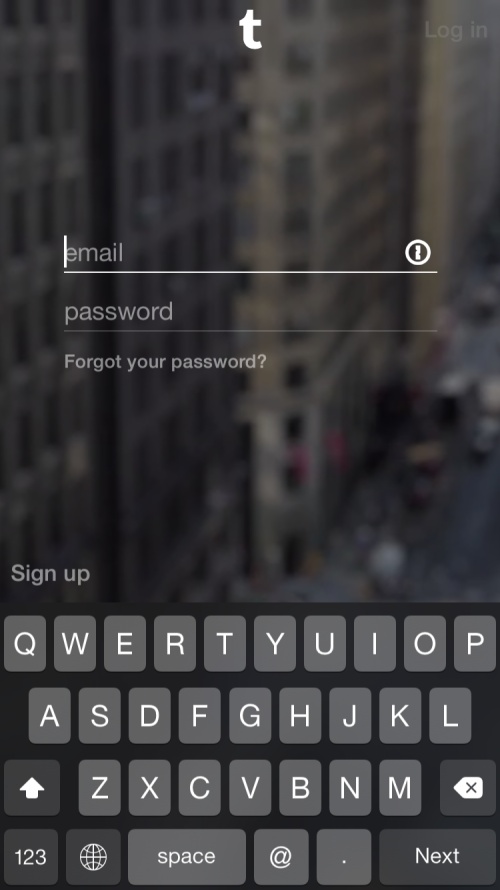 t
Log in
email
password
Forgot your password?
Sign up
Q W E R T Y U I O P
A S D F G H J K L
Z X C V B N M
123 space @ . Next